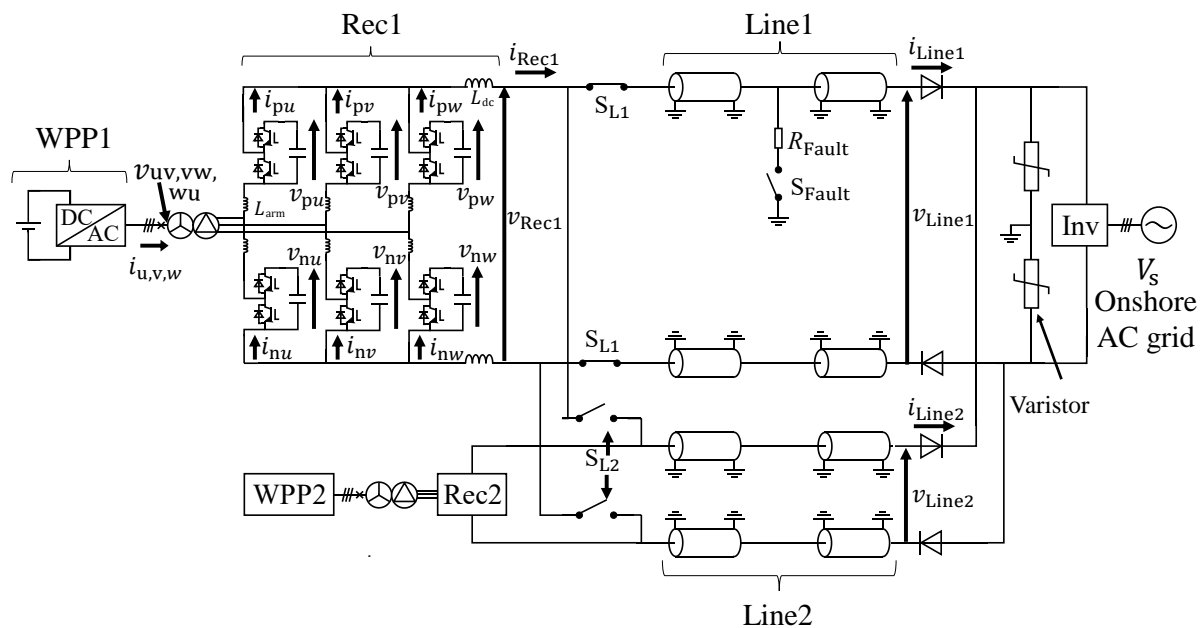 Rec1
Line1
i_Rec1
i_Line1
i_pu
i_pv
i_pw
L_dc
S_L1
WPP1
R_Fault
S_Fault
v_uv,vw,
wu
v_pu
v_pv
v_pw
L_arm
DC
AC
v_Rec1
v_Line1
Inv
i_u,v,w
v_nu
v_nv
v_nw
V_s
Onshore
AC grid
i_nu
i_nv
i_nw
S_L1
Varistor
i_Line2
S_L2
WPP2
Rec2
v_Line2
Line2